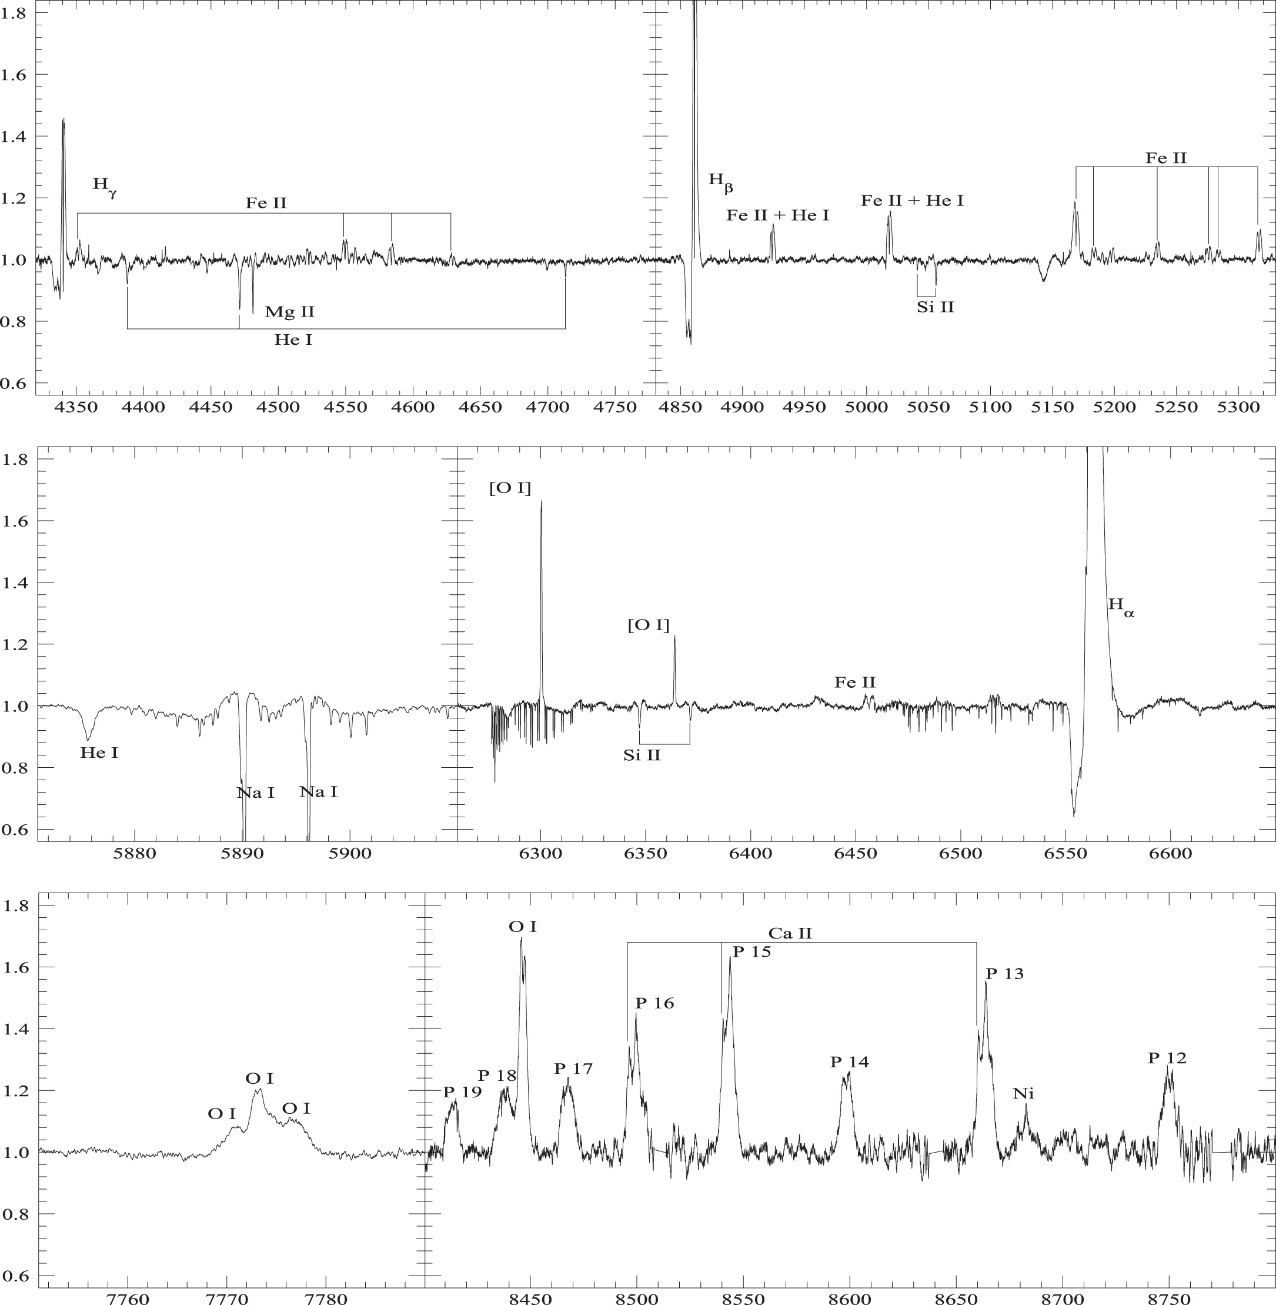 1.8
1.6
1.4
1.2
1.0
0.8
0.6
Hγ
Fe II
Mg II
He I
Hβ
Fe II + He I
Fe II + He I
Si II
Fe II
4350 4400 4450 4500 4550 4600 4650 4700 4750 4850 4900 4950 5000 5050 5100 5150 5200 5250 5300
1.8
1.6
1.4
1.2
1.0
0.8
0.6
He I
Na I
Na I
[O I]
[O I]
Si II
Fe II
Hα
5880 5890 5900 6300 6350 6400 6450 6500 6550 6600
1.8
1.6
1.4
1.2
1.0
0.8
0.6
O I
O I
O I
P 19
P 18
O I
P 17
P 16
Ca II
P 15
P 14
P 13
Ni
P 12
7760 7770 7780 8450 8500 8550 8600 8650 8700 8750